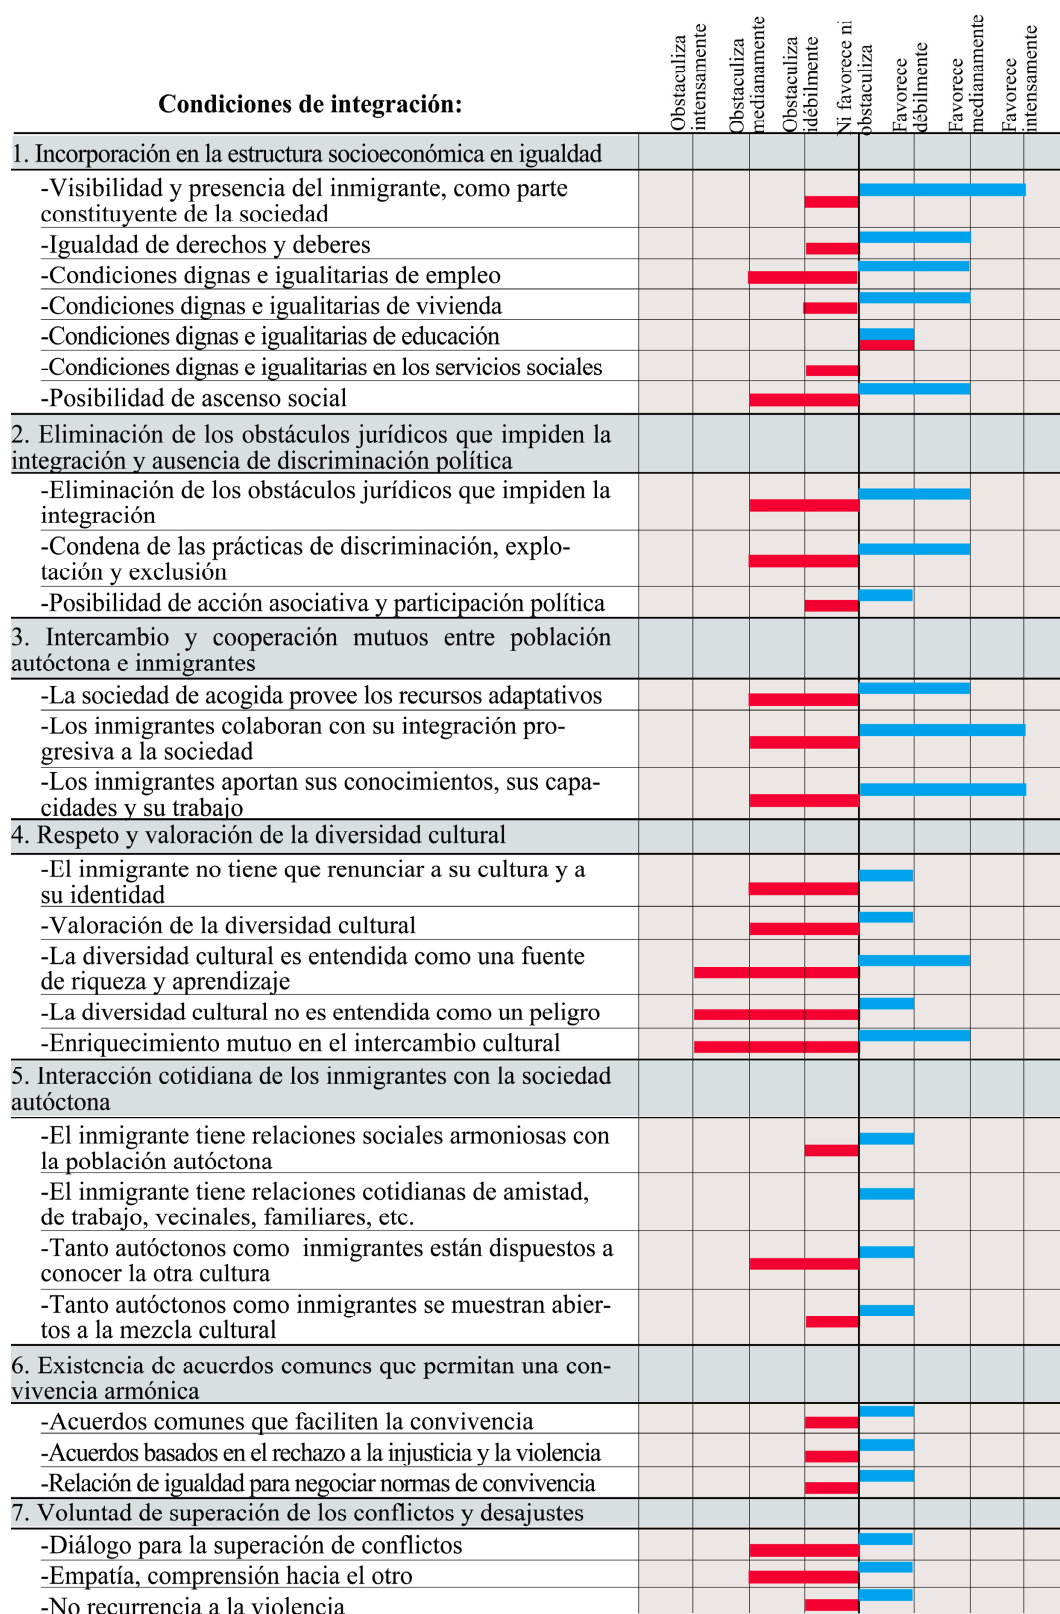 Obstaculiza
intensamente
Obstaculiza
medianamente
Obstaculiza
idébilmente
Ni favorece ni
obstaculiza
Favorece
débilmente
Favorece
medianamente
Favorece
intensamente
Condiciones de integración:
1. Incorporación en la estructura socioeconómica en igualdad
-Visibilidad y presencia del inmigrante, como parte
constituyente de la sociedad
-Igualdad de derechos y deberes
-Condiciones dignas e igualitarias de empleo
-Condiciones dignas e igualitarias de vivienda
-Condiciones dignas e igualitarias de educación
-Condiciones dignas e igualitarias en los servicios sociales
-Posibilidad de ascenso social
2. Eliminación de los obstáculos jurídicos que impiden la
integración y ausencia de discriminación política
-Eliminación de los obstáculos jurídicos que impiden la
integración
-Condena de las prácticas de discriminación, explo-
tación y exclusión
-Posibilidad de acción asociativa y participación política
3. Intercambio y cooperación mutuos entre población
autóctona e inmigrantes
-La sociedad de acogida provee los recursos adaptativos
-Los inmigrantes colaboran con su integración pro-
gresiva a la sociedad
-Los inmigrantes aportan sus conocimientos, sus capa-
cidades y su trabajo
4. Respeto y valoración de la diversidad cultural
-El inmigrante no tiene que renunciar a su cultura y a
su identidad
-Valoración de la diversidad cultural
-La diversidad cultural es entendida como una fuente
de riqueza y aprendizaje
-La diversidad cultural no es entendida como un peligro
-Enriquecimiento mutuo en el intercambio cultural
5. Interacción cotidiana de los inmigrantes con la sociedad
autóctona
-El inmigrante tiene relaciones sociales armoniosas con
la población autóctona
-El inmigrante tiene relaciones cotidianas de amistad,
de trabajo, vecinales, familiares, etc.
-Tanto autóctonos como inmigrantes están dispuestos a
conocer la otra cultura
-Tanto autóctonos como inmigrantes se muestran abier-
tos a la mezcla cultural
6. Existencia de acuerdos comunes que permitan una con-
vivencia armónica
-Acuerdos comunes que faciliten la convivencia
-Acuerdos basados en el rechazo a la injusticia y la violencia
-Relación de igualdad para negociar normas de convivencia
7. Voluntad de superación de los conflictos y desajustes
-Diálogo para la superación de conflictos
-Empatía, comprensión hacia el otro
-No recurrencia a la violencia